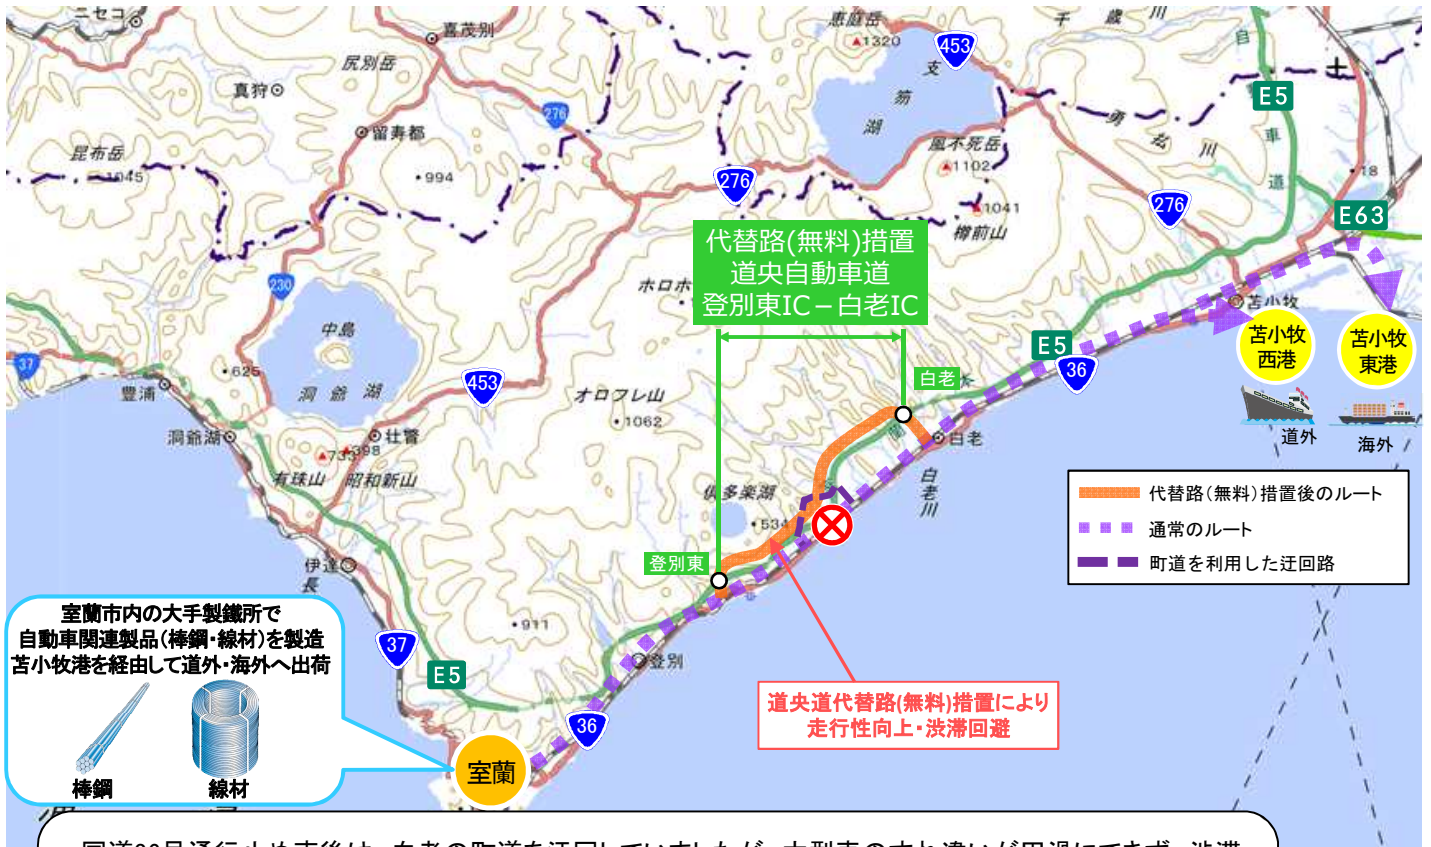 ニセコ
喜茂別
尻別岳
真狩
留寿都
昆布岳
1045
994
276
230
恵庭岳
1320
453
千歳川
支笏湖
風不死岳
1102
276
1041
樽前山
勇払川
276
自
車
道
E5
18
E63
代替路(無料)措置
道央自動車道
登別東IC－白老IC
ホロホ
中島
洞爺湖
37
625
豊浦
洞爺湖
壮瞥
733
398
有珠山
昭和新山
453
オロフレ山
1062
伊達
長
倶多楽湖
534
登別東
白老
白老
白老川
E5
36
苫小牧
苫小牧
西港
苫小牧
東港
道外
海外
代替路(無料)措置後のルート
通常のルート
町道を利用した迂回路
室蘭市内の大手製鐵所で
自動車関連製品(棒鋼・線材)を製造
苫小牧港を経由して道外・海外へ出荷
棒鋼
線材
37
E5
911
登別
36
室蘭
道央道代替路(無料)措置により
走行性向上・渋滞回避